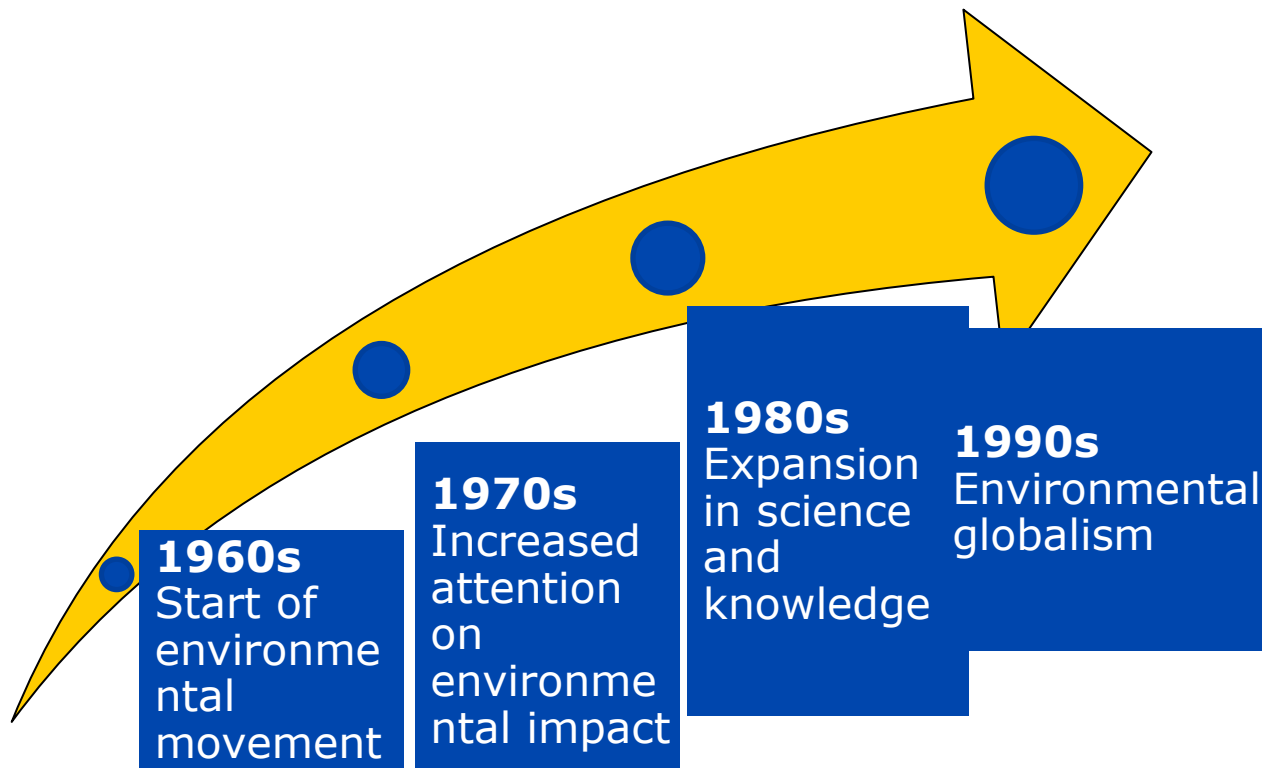 1960s
Start of
environme
ntal
movement
1970s
Increased
attention
on
environme
ntal impact
1980s
Expansion
in science
and
knowledge
1990s
Environmental
globalism